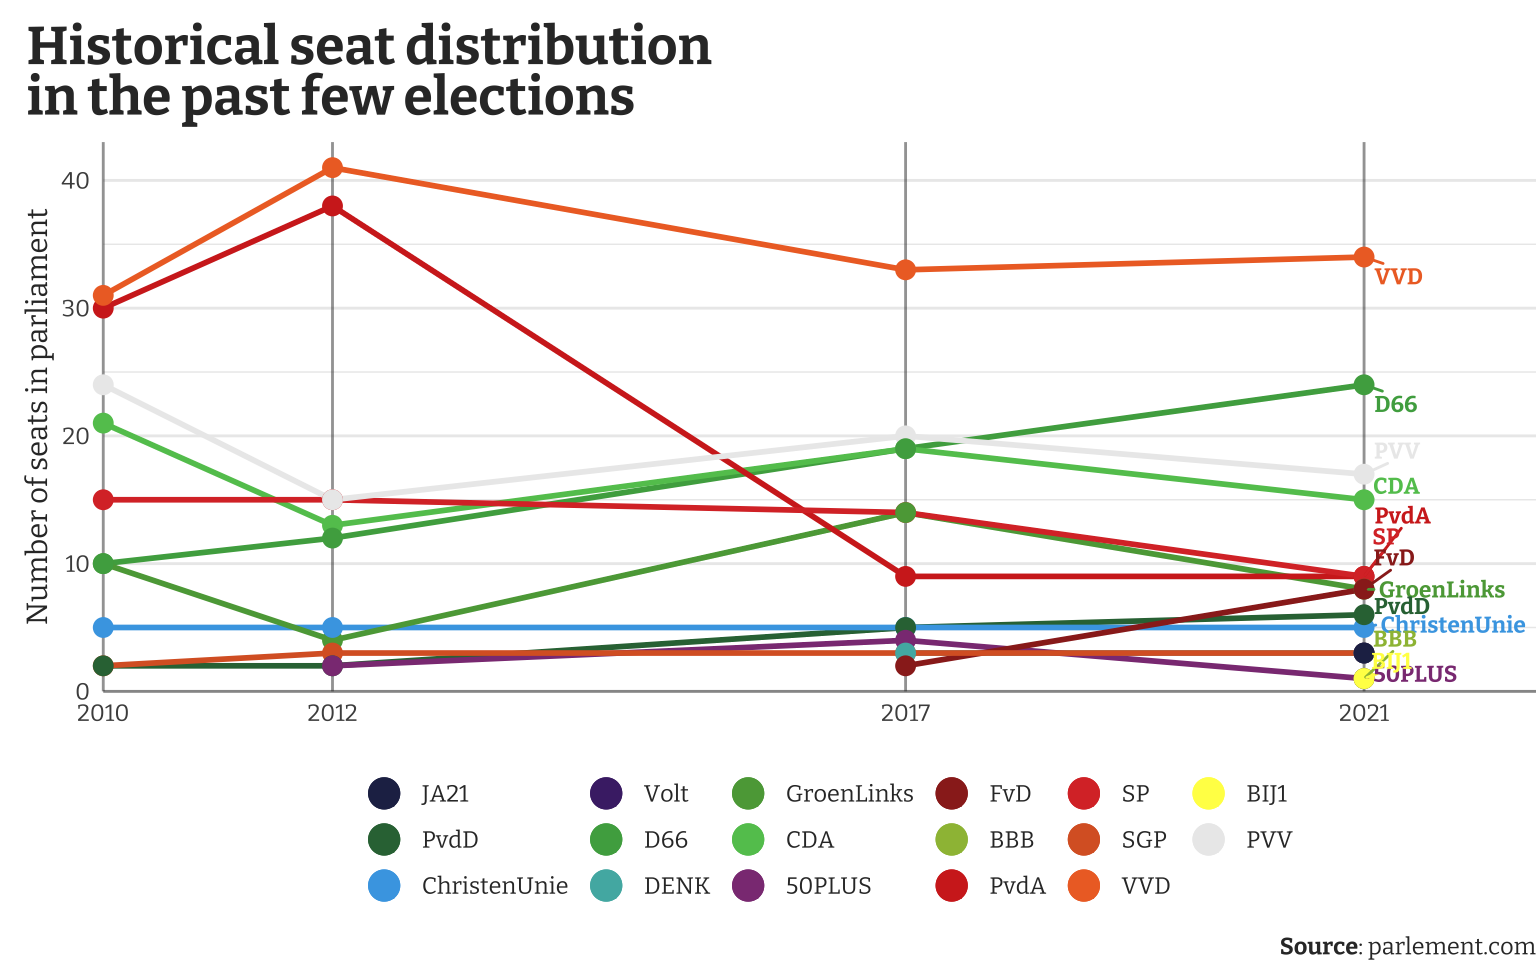 Historical seat distribution
in the past few elections
Number of seats in parliament
40
30
20
10
0
2010
2012
2017
2021
VVD
D66
PVV
CDA
PvdA
SP
FvD
GroenLinks
PvdD
ChristenUnie
BBB
BIJ1
50PLUS
JA21
Volt
GroenLinks
FvD
SP
BIJ1
PvdD
D66
CDA
BBB
SGP
PVV
ChristenUnie
DENK
50PLUS
PvdA
VVD
Source: parlement.com